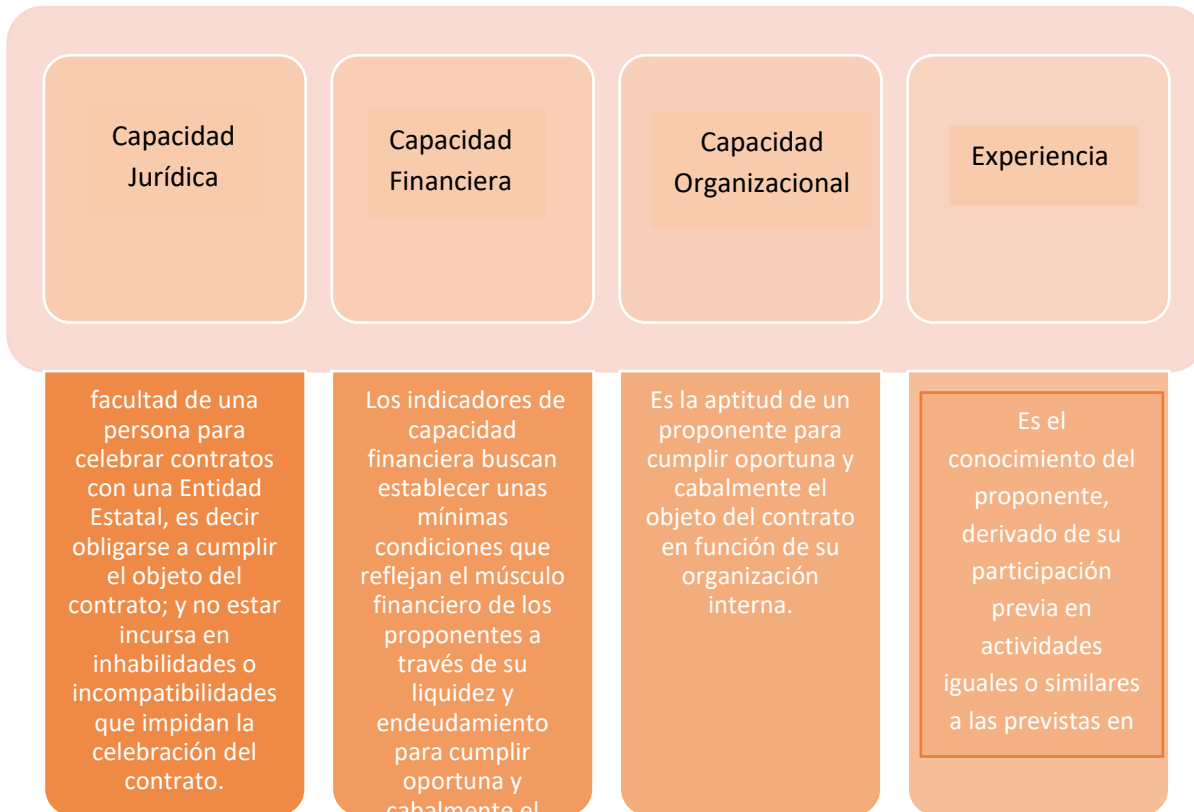 Capacidad
Jurídica
Capacidad
Financiera
Capacidad
Organizacional
Experiencia
facultad de una
persona para
celebrar contratos
con una Entidad
Estatal, es decir
obligarse a cumplir
el objeto del
contrato; y no estar
incursa en
inhabilidades o
incompatibilidades
que impidan la
celebración del
contrato.
Los indicadores de
capacidad
financiera buscan
establecer unas
mínimas
condiciones que
reflejan el músculo
financiero de los
proponentes a
través de su
liquidez y
endeudamiento
para cumplir
oportuna y
cabalmente el
Es la aptitud de un
proponente para
cumplir oportuna y
cabalmente el
objeto del contrato
en función de su
organización
interna.
Es el
conocimiento del
proponente,
derivado de su
participación
previa en
actividades
iguales o similares
a las previstas en